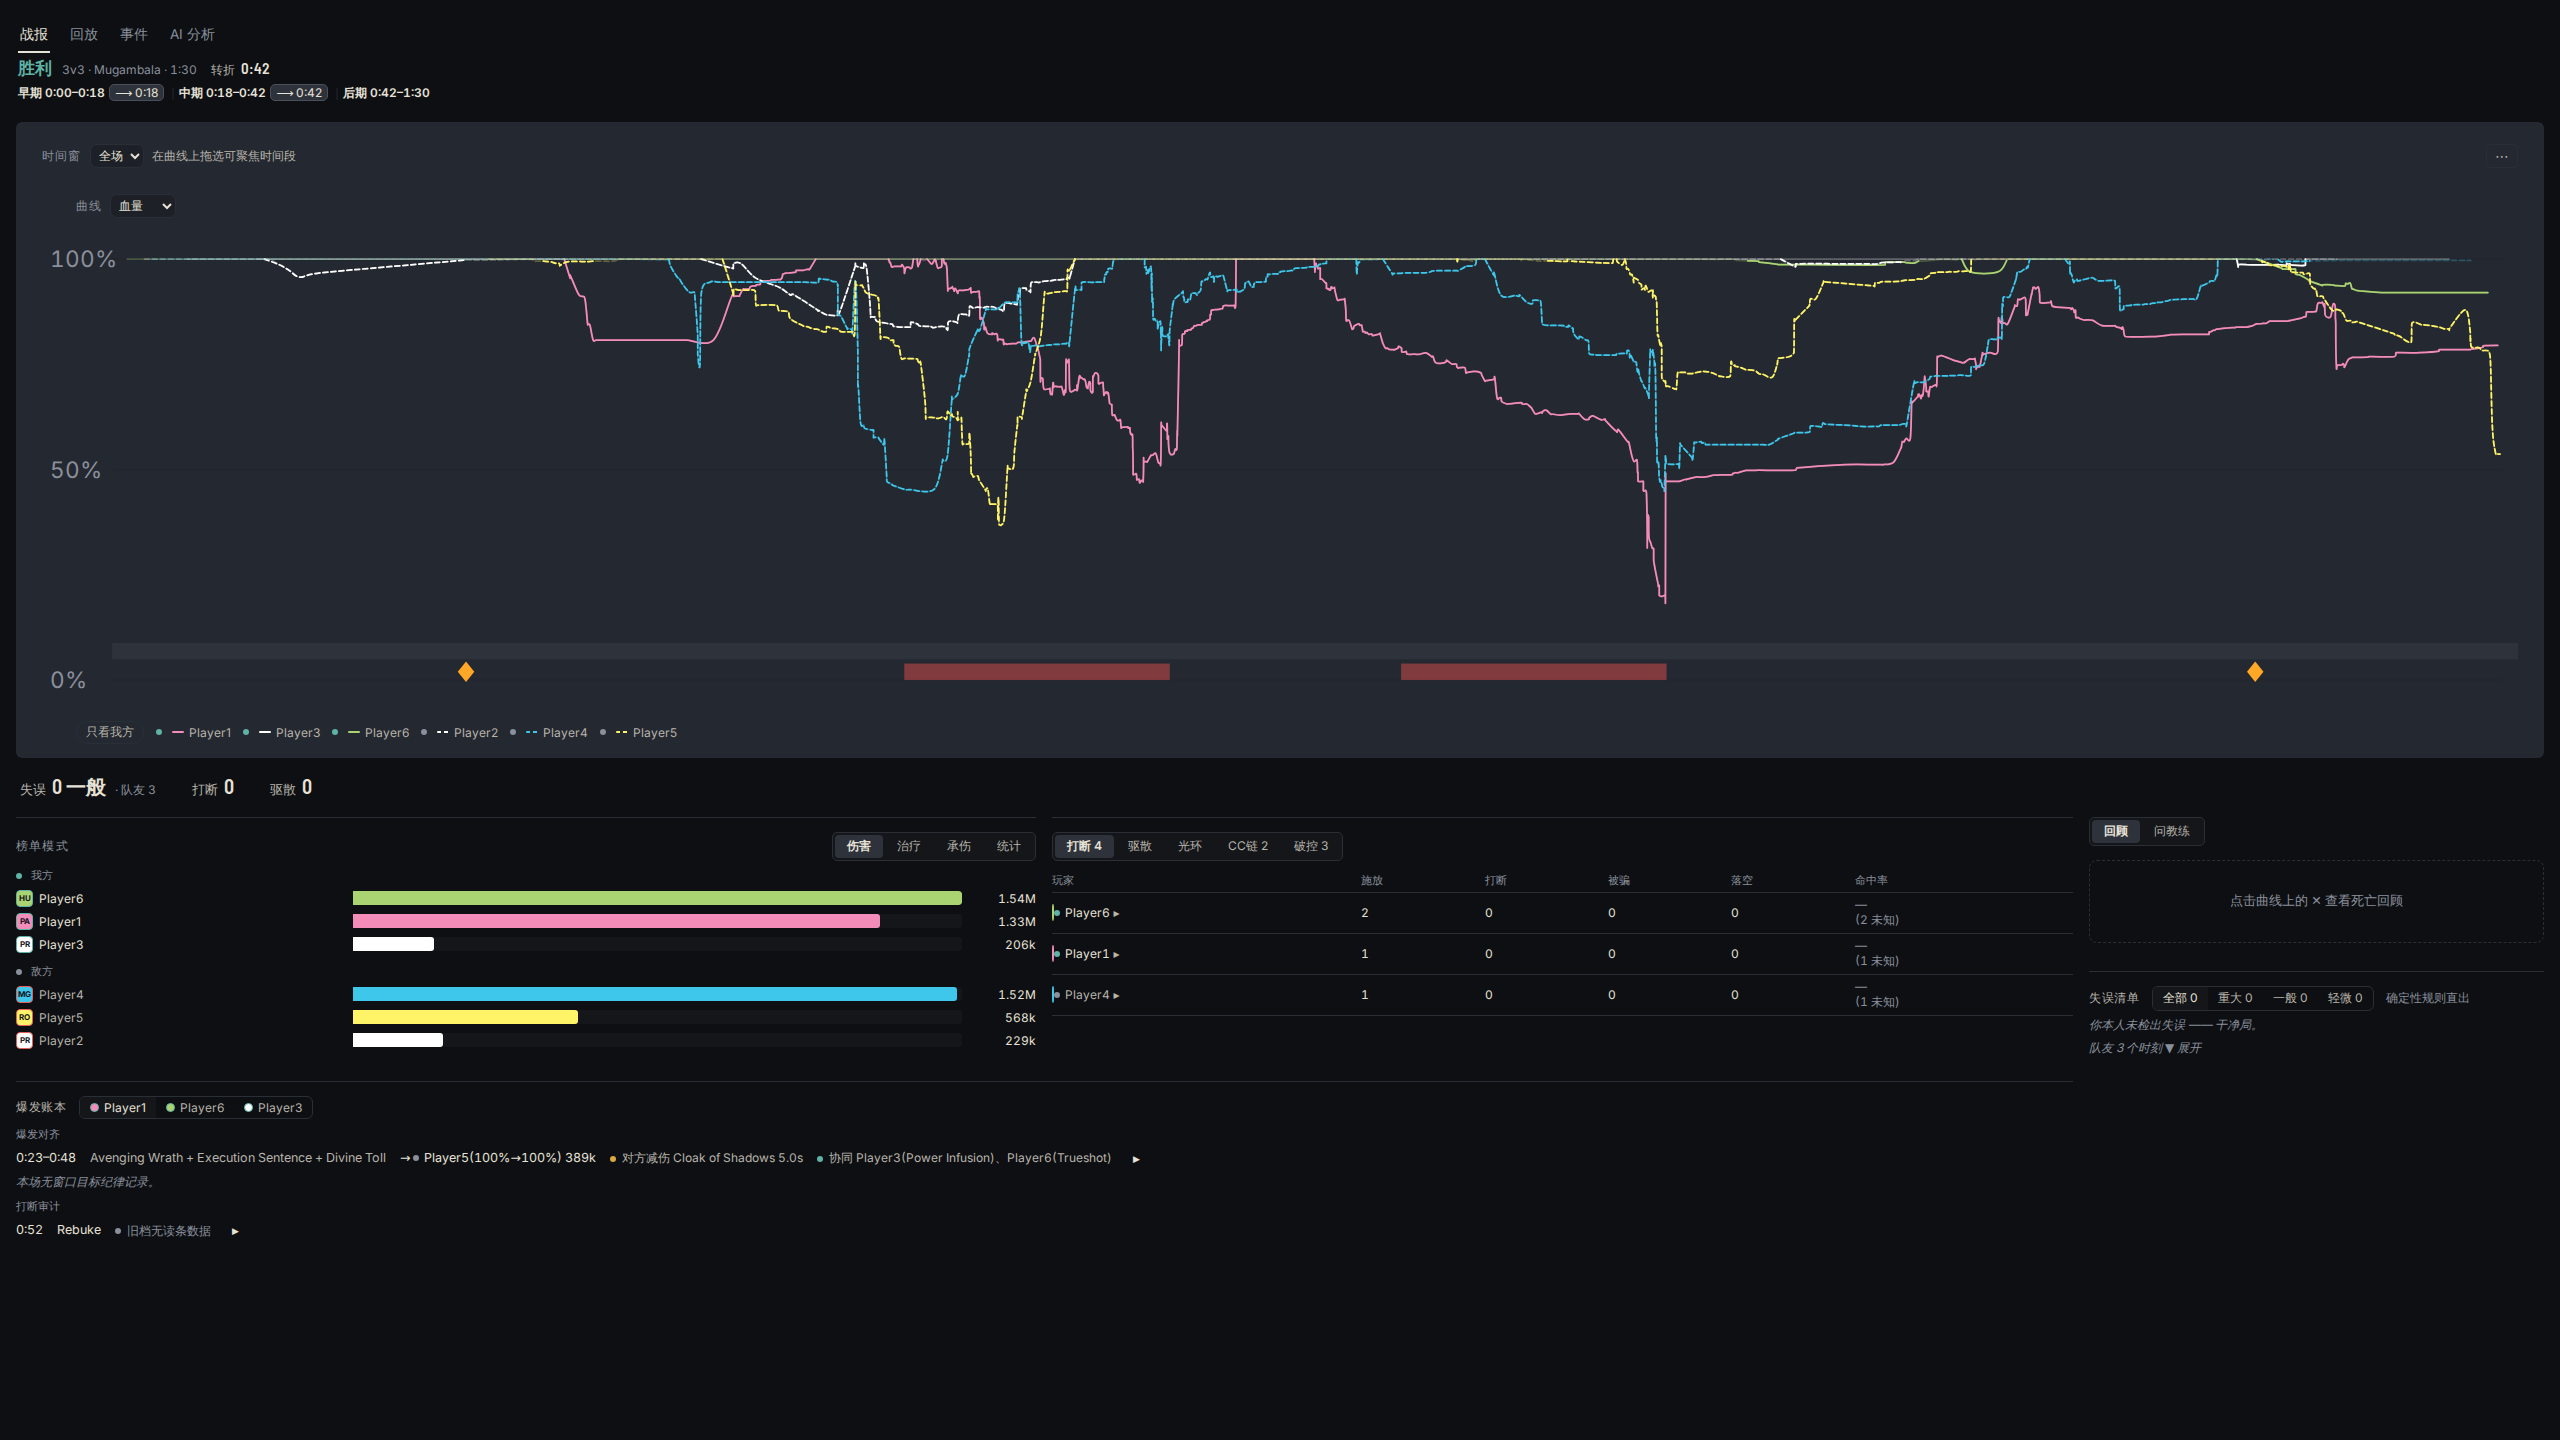 战报 回放 事件 AI 分析
胜利 3v3 · Mugambala · 1:30 转折 0:42
早期 0:00–0:18 ⟶ 0:18 中期 0:18–0:42 ⟶ 0:42 后期 0:42–1:30
时间窗 全场 在曲线上拖选可聚焦时间段 ⋯
曲线 血量
100%
50%
0%
只看我方 Player1 Player3 Player6 Player2 Player4 Player5
失误 0 一般 · 队友 3 打断 0 驱散 0
榜单模式 伤害 治疗 承伤 统计
我方
HU Player6 1.54M
PA Player1 1.33M
PR Player3 206k
敌方
MG Player4 1.52M
RO Player5 568k
PR Player2 229k
打断 4 驱散 光环 CC链 2 破控 3
玩家 施放 打断 被骗 落空 命中率
Player6 ▸ 2 0 0 0 —
(2 未知)
Player1 ▸ 1 0 0 0 —
(1 未知)
Player4 ▸ 1 0 0 0 —
(1 未知)
回顾 问教练
点击曲线上的 × 查看死亡回顾
失误清单 全部 0 重大 0 一般 0 轻微 0 确定性规则直出
你本人未检出失误 —— 干净局。
队友 3 个时刻 ▼ 展开
爆发账本 Player1 Player6 Player3
爆发对齐
0:23–0:48 Avenging Wrath + Execution Sentence + Divine Toll → Player5(100%→100%) 389k 对方减伤 Cloak of Shadows 5.0s 协同 Player3(Power Infusion)、Player6(Trueshot) ▸
本场无窗口目标纪律记录。
打断审计
0:52 Rebuke 旧档无读条数据 ▸